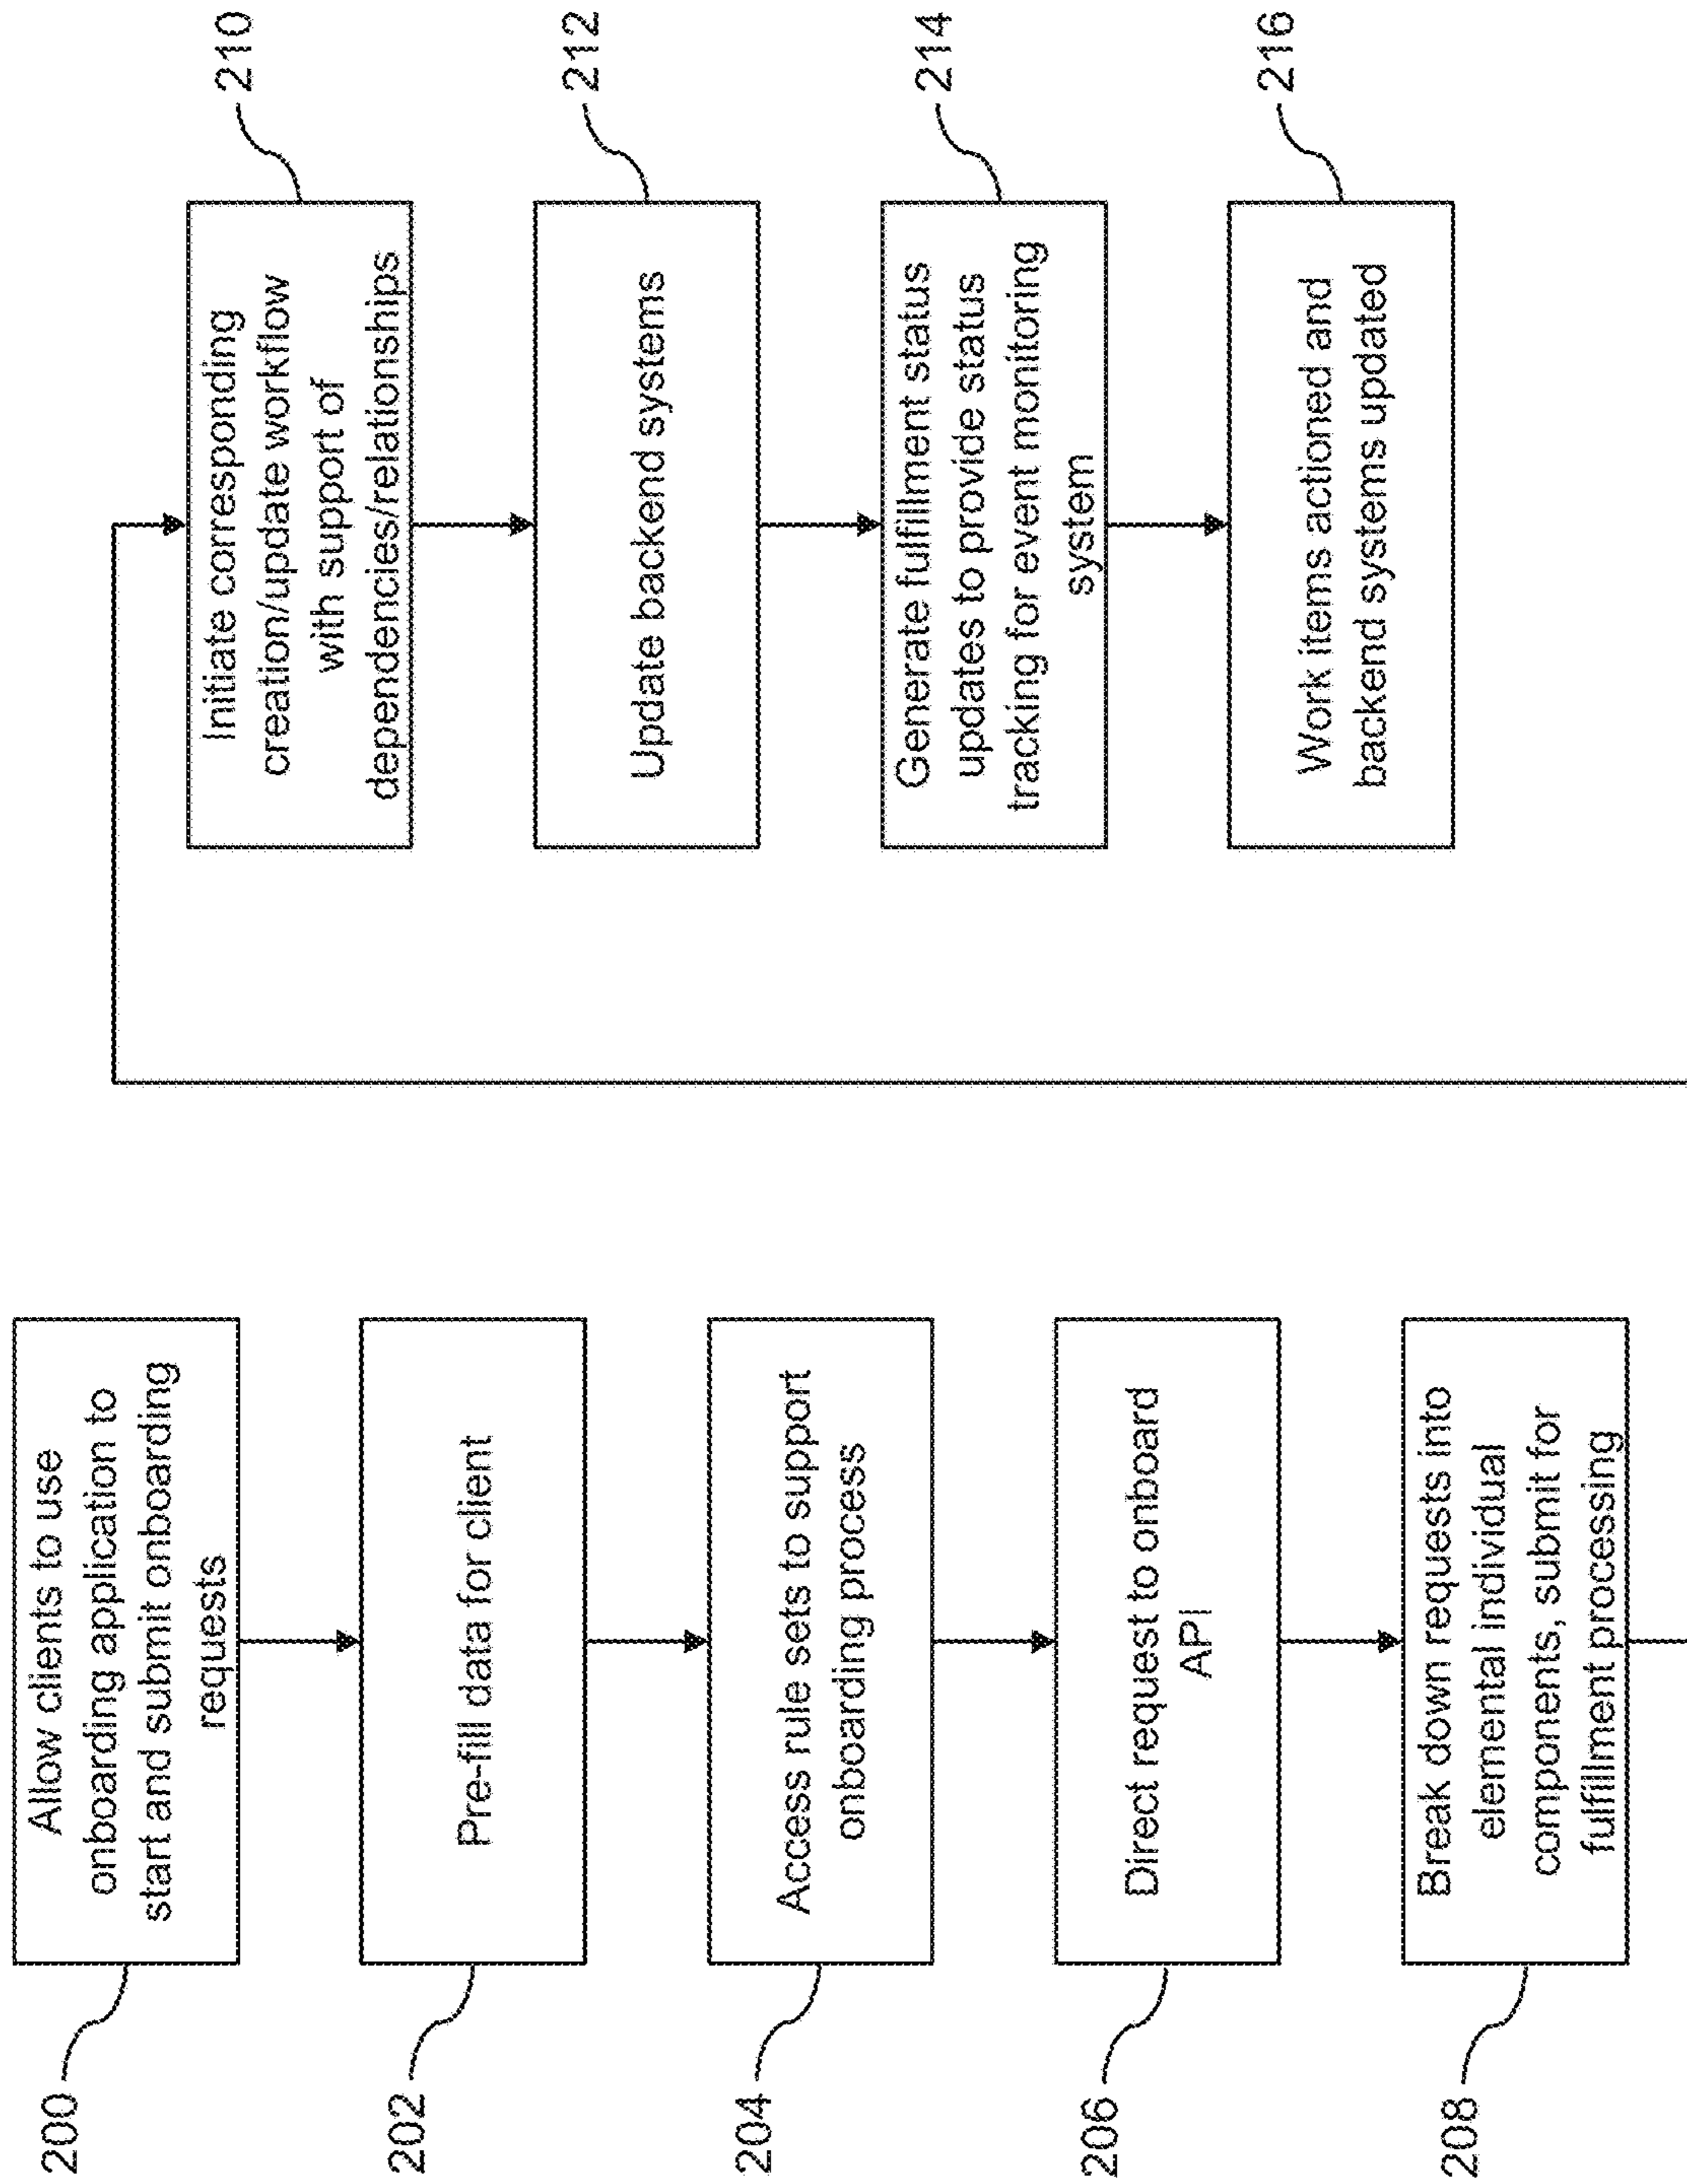 200
Allow clients to use
onboarding application to
start and submit onboarding
requests
202
Pre-fill data for client
204
Access rule sets to support
onboarding process
206
Direct request to onboard
API
208
Break down requests into
elemental individual
components, submit for
fulfillment processing
210
Initiate corresponding
creation/update workflow
with support of
dependencies/relationships
212
Update backend systems
214
Generate fulfillment status
updates to provide status
tracking for event monitoring
system
216
Work items actioned and
backend systems updated